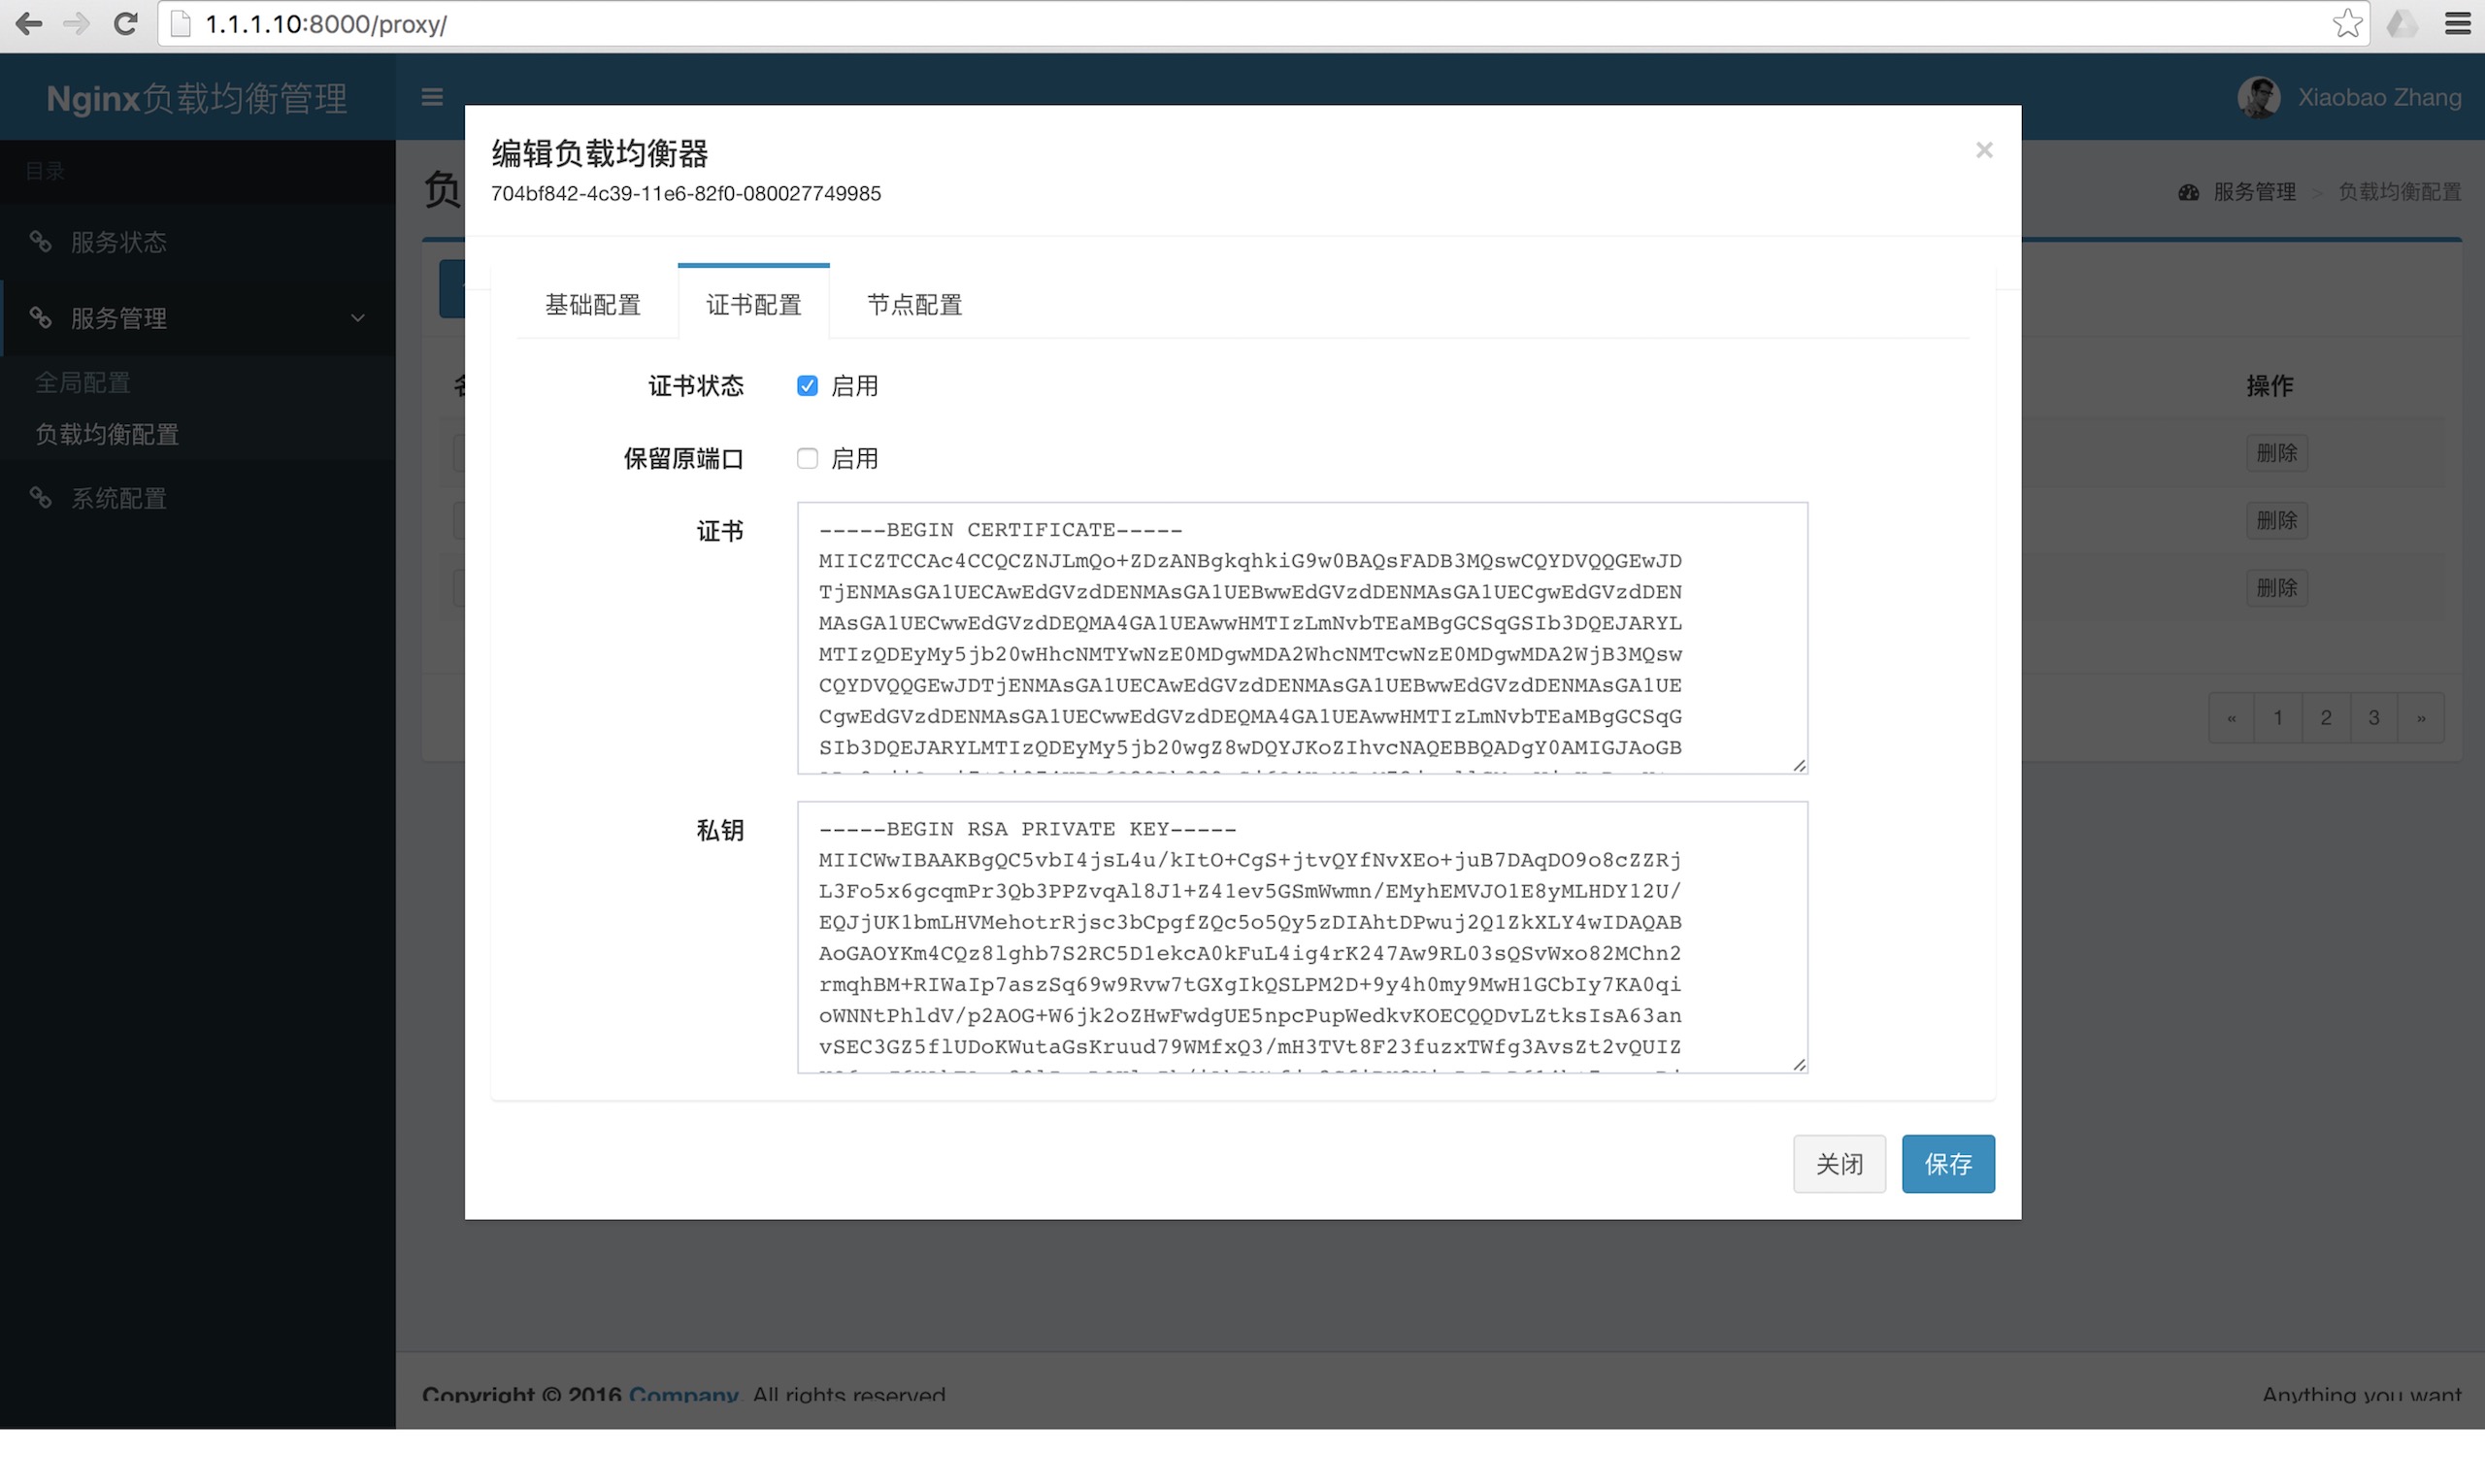 1.1.1.10:8000/proxy/
Nginx负载均衡管理
Xiaobao Zhang
目录
服务状态
服务管理
全局配置
负载均衡配置
系统配置
负
服务管理 > 负载均衡配置
编辑负载均衡器
×
704bf842-4c39-11e6-82f0-080027749985
基础配置
证书配置
节点配置
证书状态
启用
保留原端口
启用
证书
-----BEGIN CERTIFICATE-----
MIICZTCCAc4CCQCZNJLmQo+ZDzANBgkqhkiG9w0BAQsFADB3MQswCQYDVQQGEwJD
TjENMAsGA1UECAwEdGVzdDENMAsGA1UEBwwEdGVzdDENMAsGA1UECgwEdGVzdDEN
MAsGA1UECwwEdGVzdDEQMA4GA1UEAwwHMTIzLmNvbTEaMBgGCSqGSIb3DQEJARYL
MTIzQDEyMy5jb20wHhcNMTYwNzE0MDgwMDA2WhcNMTcwNzE0MDgwMDA2WjB3MQsw
CQYDVQQGEwJDTjENMAsGA1UECAwEdGVzdDENMAsGA1UEBwwEdGVzdDENMAsGA1UE
CgwEdGVzdDENMAsGA1UECwwEdGVzdDEQMA4GA1UEAwwHMTIzLmNvbTEaMBgGCSqG
SIb3DQEJARYLMTIzQDEyMy5jb20wgZ8wDQYJKoZIhvcNAQEBBQADgY0AMIGJAoGB
私钥
-----BEGIN RSA PRIVATE KEY-----
MIICWwIBAAKBgQC5vbI4jsL4u/kItO+CgS+jtvQYfNvXEo+juB7DAqDO9o8cZZRj
L3Fo5x6gcqmPr3Qb3PPZvqAl8J1+Z41ev5GSmWwmn/EMyhEMVJO1E8yMLHDY12U/
EQJjUK1bmLHVMehotrRjsc3bCpgfZQc5o5Qy5zDIAhtDPwuj2Q1ZkXLY4wIDAQAB
AoGAOYKm4CQz8lghb7S2RC5D1ekcA0kFuL4ig4rK247Aw9RL03sQSvWxo82MChn2
rmqhBM+RIWaIp7aszSq69w9Rvw7tGXgIkQSLPM2D+9y4h0my9MwH1GCbIy7KA0qi
oWNNtPhldV/p2AOG+W6jk2oZHwFwdgUE5npcPupWedkvKOECQQDvLZtksIsA63an
vSEC3GZ5flUDoKWutaGsKruud79WMfxQ3/mH3TVt8F23fuzxTWfg3AvsZt2vQUIZ
关闭
保存
操作
删除
删除
删除
« 1 2 3 »
Copyright © 2016 Company. All rights reserved
Anything you want